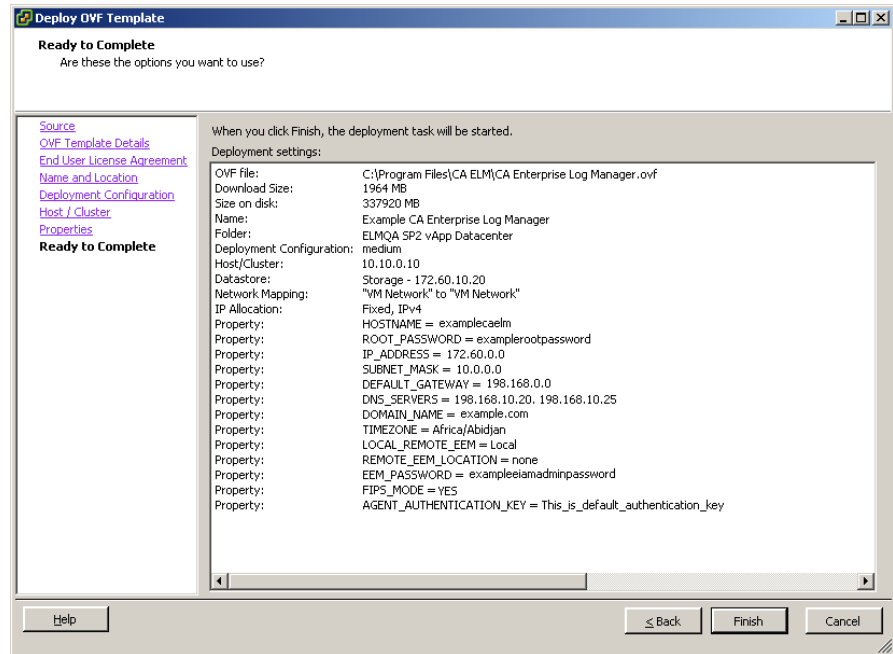 Deploy OVF Template
Ready to Complete
Are these the options you want to use?
Source
OVF Template Details
End User License Agreement
Name and Location
Deployment Configuration
Host / Cluster
Properties
Ready to Complete
When you click Finish, the deployment task will be started.
Deployment settings:
OVF file: C:\Program Files\CA ELM\CA Enterprise Log Manager.ovf
Download Size: 1964 MB
Size on disk: 337920 MB
Name: Example CA Enterprise Log Manager
Folder: ELMQA SP2 vApp Datacenter
Deployment Configuration: medium
Host/Cluster: 10.10.0.10
Datastore: Storage - 172.60.10.20
Network Mapping: "VM Network" to "VM Network"
IP Allocation: Fixed, IPv4
Property: HOSTNAME = examplecaelm
Property: ROOT_PASSWORD = examplerootpassword
Property: IP_ADDRESS = 172.60.0.0
Property: SUBNET_MASK = 10.0.0.0
Property: DEFAULT_GATEWAY = 198.168.0.0
Property: DNS_SERVERS = 198.168.10.20. 198.168.10.25
Property: DOMAIN_NAME = example.com
Property: TIMEZONE = Africa/Abidjan
Property: LOCAL_REMOTE_EEM = Local
Property: REMOTE_EEM_LOCATION = none
Property: EEM_PASSWORD = exampleeiamadminpassword
Property: FIPS_MODE = YES
Property: AGENT_AUTHENTICATION_KEY = This_is_default_authentication_key
Help
≤ Back
Finish
Cancel